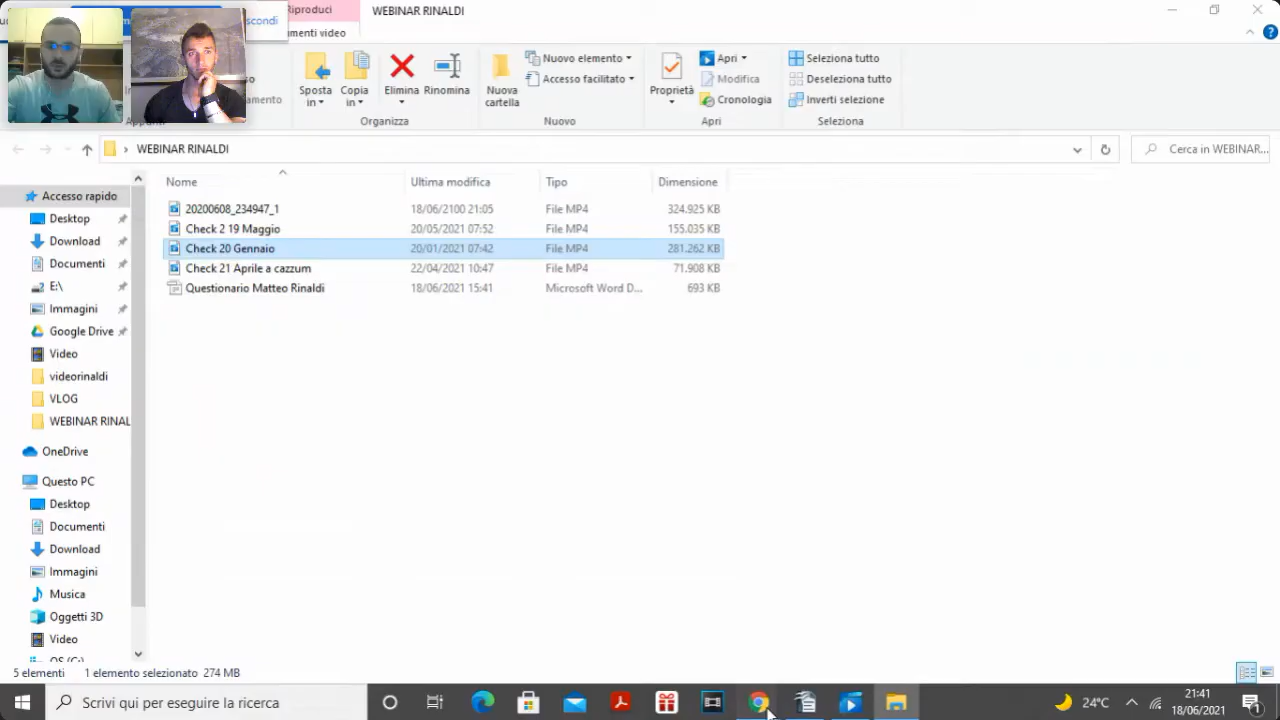 Riproduci
WEBINAR RINALDI
scondi
menti video
Sposta in
Copia in
Elimina
Rinomina
Nuova cartella
Nuovo elemento
Accesso facilitato
Proprietà
Apri
Modifica
Cronologia
Seleziona tutto
Deseleziona tutto
Inverti selezione
Organizza
Nuovo
Apri
Seleziona
WEBINAR RINALDI
Cerca in WEBINAR...
Nome Ultima modifica Tipo Dimensione
20200608_234947_1 18/06/2100 21:05 File MP4 324.925 KB
Check 2 19 Maggio 20/05/2021 07:52 File MP4 155.035 KB
Check 20 Gennaio 20/01/2021 07:42 File MP4 281.262 KB
Check 21 Aprile a cazzum 22/04/2021 10:47 File MP4 71.908 KB
Questionario Matteo Rinaldi 18/06/2021 15:41 Microsoft Word D... 693 KB
Accesso rapido
Desktop
Download
Documenti
E:\
Immagini
Google Drive
Video
videorinaldi
VLOG
WEBINAR RINAL
OneDrive
Questo PC
Desktop
Documenti
Download
Immagini
Musica
Oggetti 3D
Video
OS (C:)
5 elementi 1 elemento selezionato 274 MB
Scrivi qui per eseguire la ricerca
24°C
21:41
18/06/2021
1